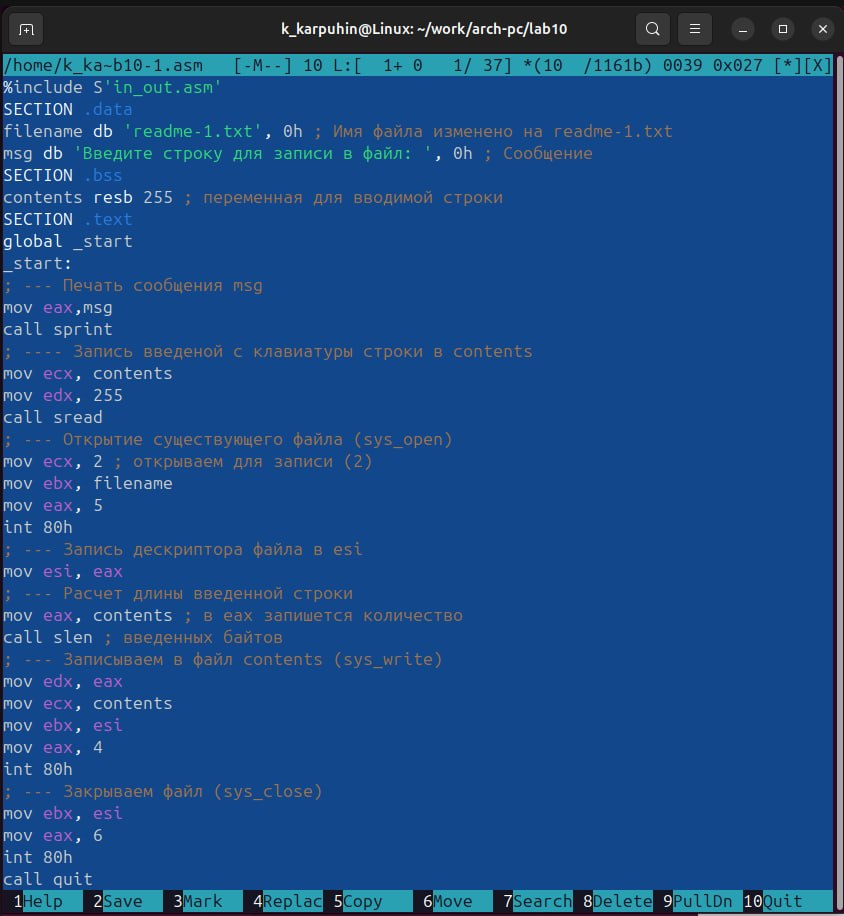 k_karpuhin@Linux: ~/work/arch-pc/lab10
/home/k_ka~b10-1.asm [-M--] 10 L:[ 1+ 0 1/ 37] *(10 /1161b) 0039 0x027 [*][X]
%include S'in_out.asm'
SECTION .data
filename db 'readme-1.txt', 0h ; Имя файла изменено на readme-1.txt
msg db 'Введите строку для записи в файл: ', 0h ; Сообщение
SECTION .bss
contents resb 255 ; переменная для вводимой строки
SECTION .text
global _start
_start:
; --- Печать сообщения msg
mov eax,msg
call sprint
; ---- Запись введеной с клавиатуры строки в contents
mov ecx, contents
mov edx, 255
call sread
; --- Открытие существующего файла (sys_open)
mov ecx, 2 ; открываем для записи (2)
mov ebx, filename
mov eax, 5
int 80h
; --- Запись дескриптора файла в esi
mov esi, eax
; --- Расчет длины введенной строки
mov eax, contents ; в eax запишется количество
call slen ; введенных байтов
; --- Записываем в файл contents (sys_write)
mov edx, eax
mov ecx, contents
mov ebx, esi
mov eax, 4
int 80h
; --- Закрываем файл (sys_close)
mov ebx, esi
mov eax, 6
int 80h
call quit
1Help 2Save 3Mark 4Replac 5Copy 6Move 7Search 8Delete 9PullDn 10Quit